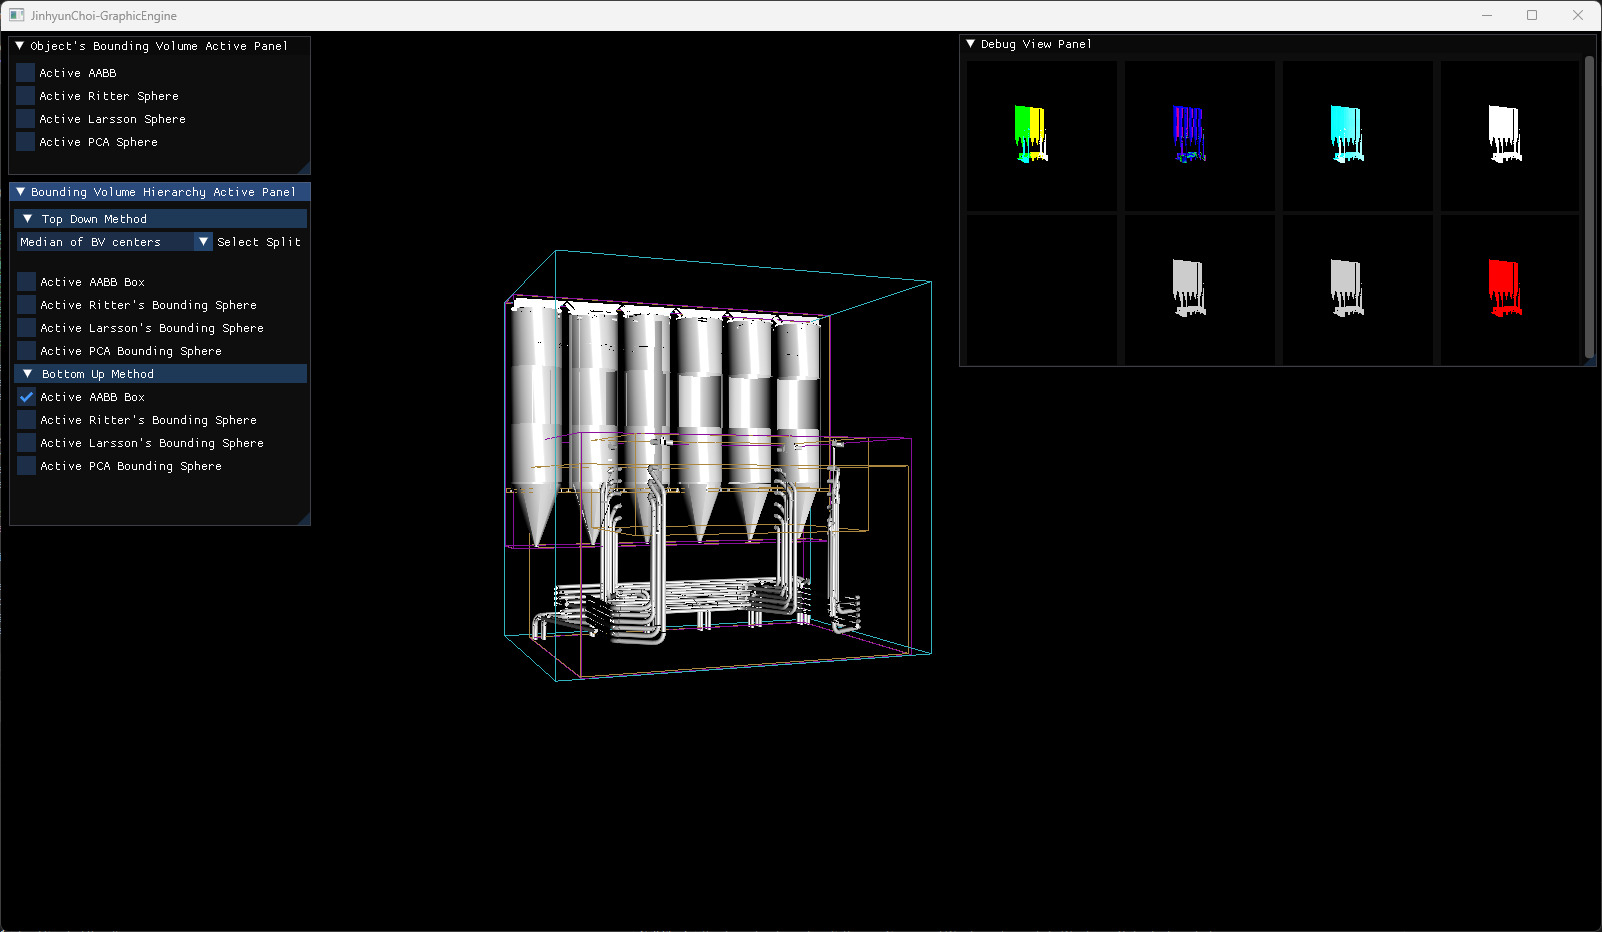 JinhyunChoi-GraphicEngine
Object's Bounding Volume Active Panel
Active AABB
Active Ritter Sphere
Active Larsson Sphere
Active PCA Sphere
Bounding Volume Hierarchy Active Panel
Top Down Method
Median of BV centers Select Split
Active AABB Box
Active Ritter's Bounding Sphere
Active Larsson's Bounding Sphere
Active PCA Bounding Sphere
Bottom Up Method
Active AABB Box
Active Ritter's Bounding Sphere
Active Larsson's Bounding Sphere
Active PCA Bounding Sphere
Debug View Panel